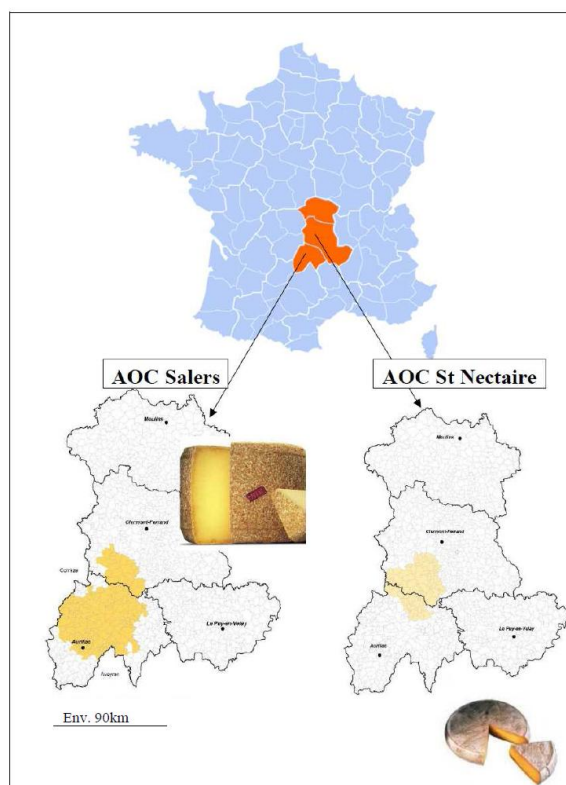 AOC Salers
AOC St Nectaire
Moulins
Moulins
Clermont-Ferrand
Clermont-Ferrand
Corrèze
Aurillac
Le Puy-en-Velay
Aurillac
Le Puy-en-Velay
Aveyron
Env. 90km